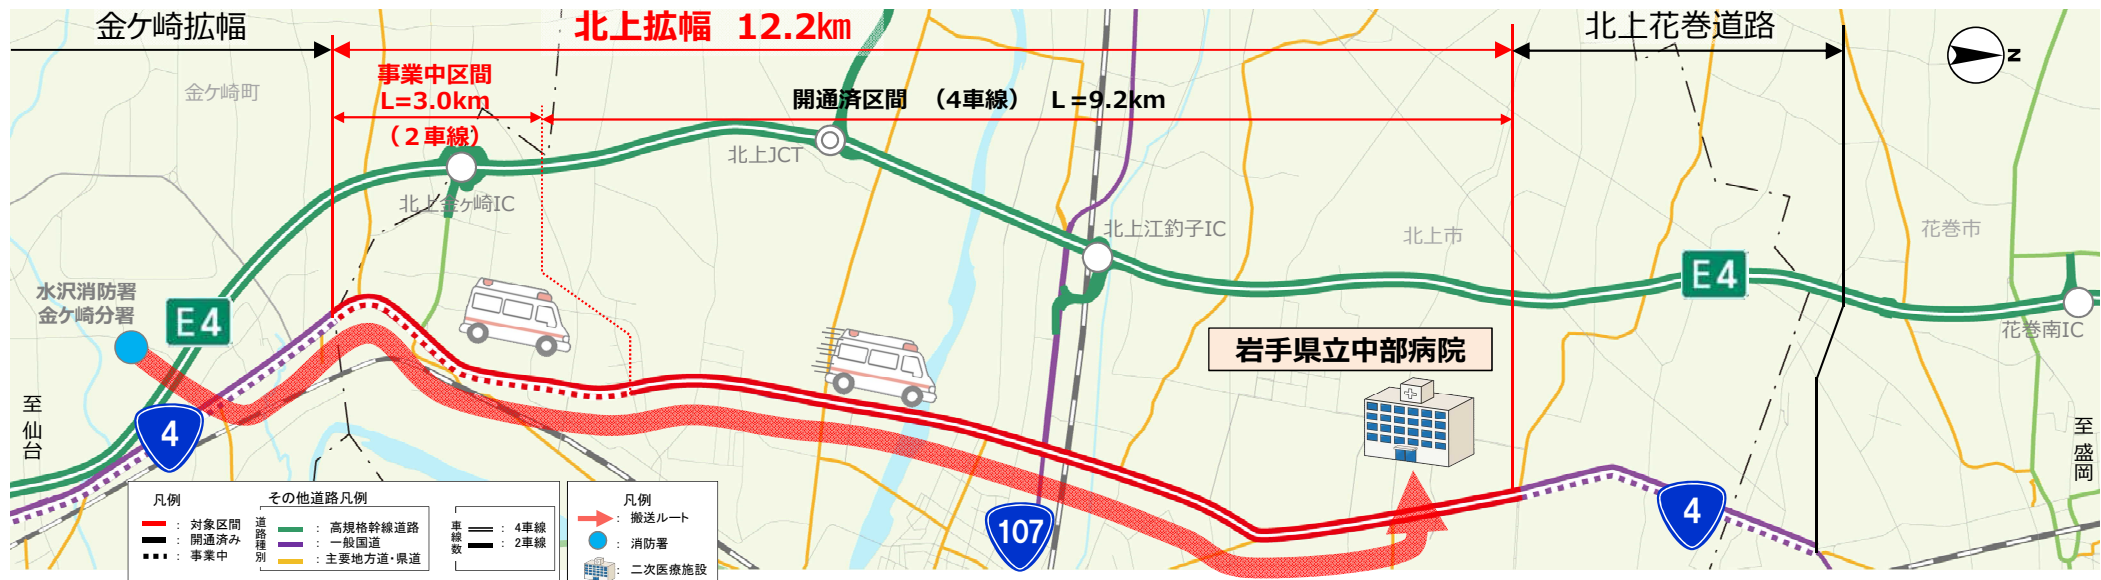 金ケ崎拡幅
北上拡幅 12.2㎞
北上花巻道路
N
事業中区間
L=3.0km
（２車線）
開通済区間 （4車線） L=9.2km
金ケ崎町
北上JCT
北上金ヶ崎IC
北上江釣子IC
北上市
花巻市
E4
E4
花巻南IC
水沢消防署
金ケ崎分署
岩手県立中部病院
至仙台
至盛岡
4
107
4
凡例
： 対象区間
： 開通済み
： 事業中
その他道路凡例
道路種別
： 高規格幹線道路
： 一般国道
： 主要地方道・県道
車線数
： 4車線
： 2車線
凡例
： 搬送ルート
： 消防署
： 二次医療施設